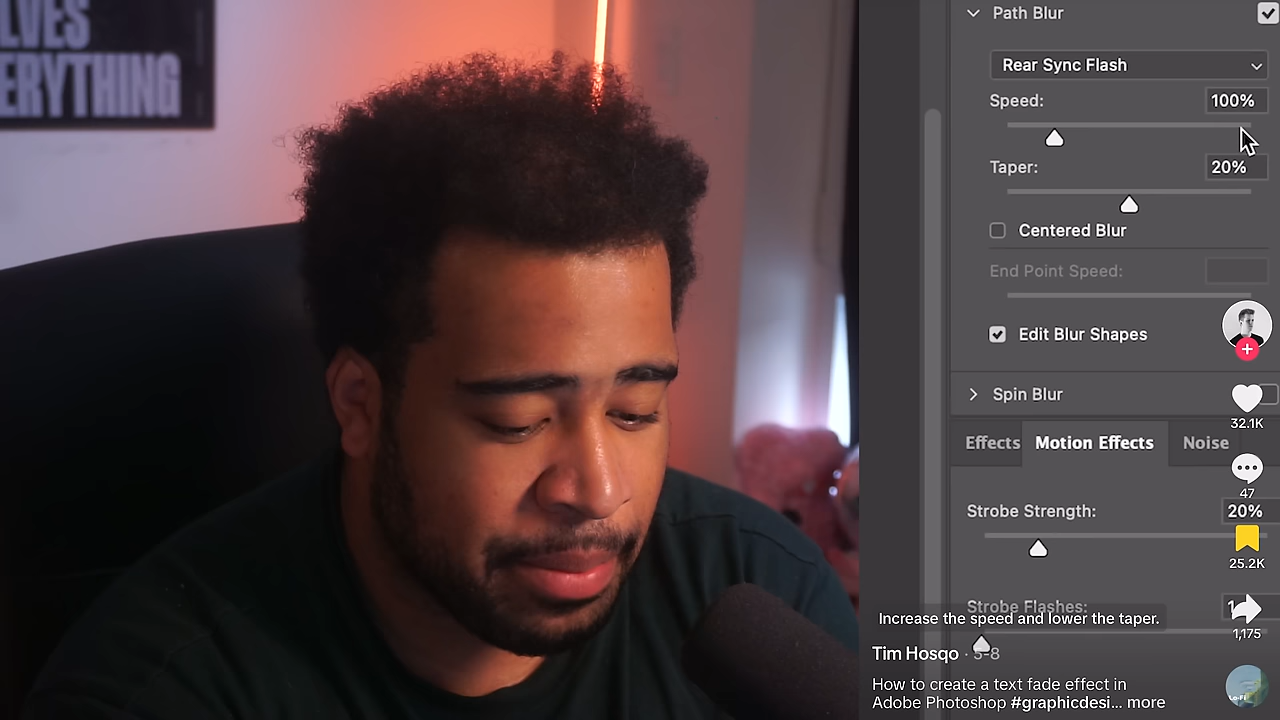 LVES
ERYTHING
Path Blur
Rear Sync Flash
Speed:
100%
Taper:
20%
Centered Blur
End Point Speed:
Edit Blur Shapes
Spin Blur
32.1K
Effects
Motion Effects
Noise
47
Strobe Strength:
20%
25.2K
Strobe Flashes:
1
Increase the speed and lower the taper.
1,175
Tim Hosqo · 5-8
How to create a text fade effect in
Adobe Photoshop #graphicdesi... more